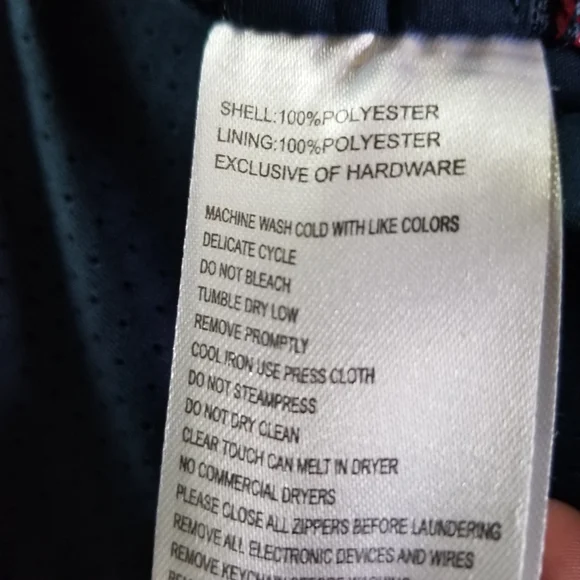 SHELL:100%POLYESTER
LINING:100%POLYESTER
EXCLUSIVE OF HARDWARE
MACHINE WASH COLD WITH LIKE COLORS
DELICATE CYCLE
DO NOT BLEACH
TUMBLE DRY LOW
REMOVE PROMPTLY
COOL IRON USE PRESS CLOTH
DO NOT STEAMPRESS
DO NOT DRY CLEAN
CLEAR TOUCH CAN MELT IN DRYER
NO COMMERCIAL DRYERS
PLEASE CLOSE ALL ZIPPERS BEFORE LAUNDERING
REMOVE ALL ELECTRONIC DEVICES AND WIRES
REMOVE KEYCHAIN BEFORE